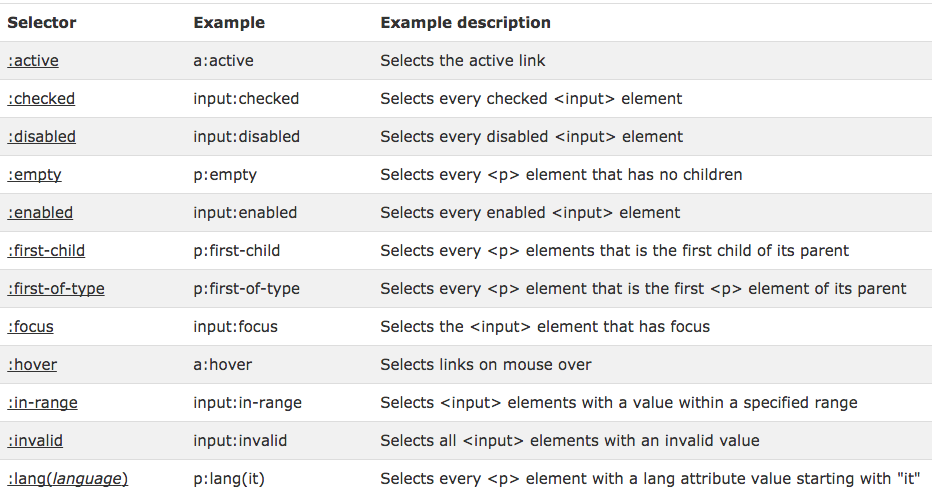 Selector Example Example description
:active a:active Selects the active link
:checked input:checked Selects every checked <input> element
:disabled input:disabled Selects every disabled <input> element
:empty p:empty Selects every <p> element that has no children
:enabled input:enabled Selects every enabled <input> element
:first-child p:first-child Selects every <p> elements that is the first child of its parent
:first-of-type p:first-of-type Selects every <p> element that is the first <p> element of its parent
:focus input:focus Selects the <input> element that has focus
:hover a:hover Selects links on mouse over
:in-range input:in-range Selects <input> elements with a value within a specified range
:invalid input:invalid Selects all <input> elements with an invalid value
:lang(language) p:lang(it) Selects every <p> element with a lang attribute value starting with "it"